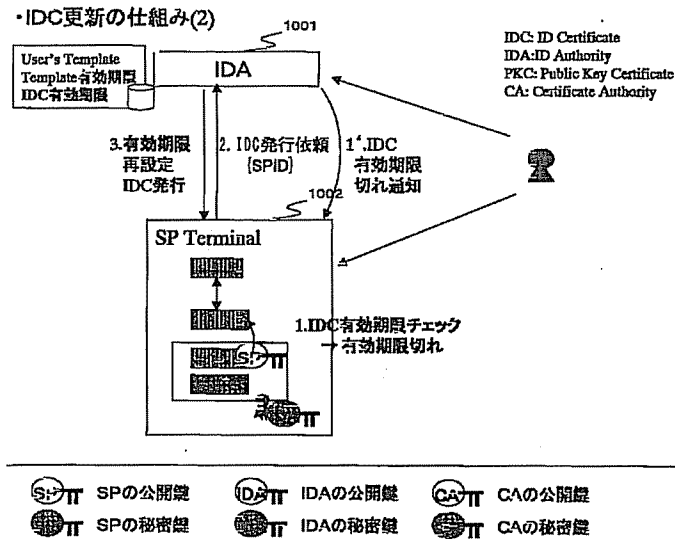 ・IDC更新の仕組み(2)
1001
IDC: ID Certificate
IDA:ID Authority
PKC: Public Key Certificate
CA: Certificate Authority
User's Template
Template有効期限
IDC有効期限
IDA
3.有効期限
再設定
IDC発行
2. IDC発行依頼
(SPID)
1'.IDC
有効期限
切れ通知
1002
SP Terminal
1.IDC有効期限チェック
→ 有効期限切れ
SP
SPの公開鍵
IDA
IDAの公開鍵
CA
CAの公開鍵
SPの秘密鍵
IDAの秘密鍵
CAの秘密鍵